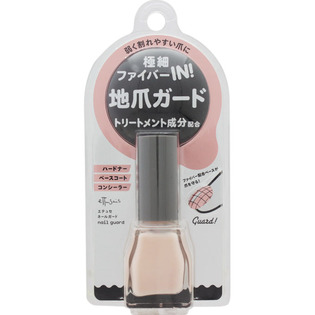 弱く割れやすい爪に
極細
ファイバーIN!
地爪ガード
トリートメント成分配合
ハードナー
ベースコート
コンシーラー
エテュセ
ネールガード
nail guard
ファイバー配合ベースが
爪を守る!
Guard!